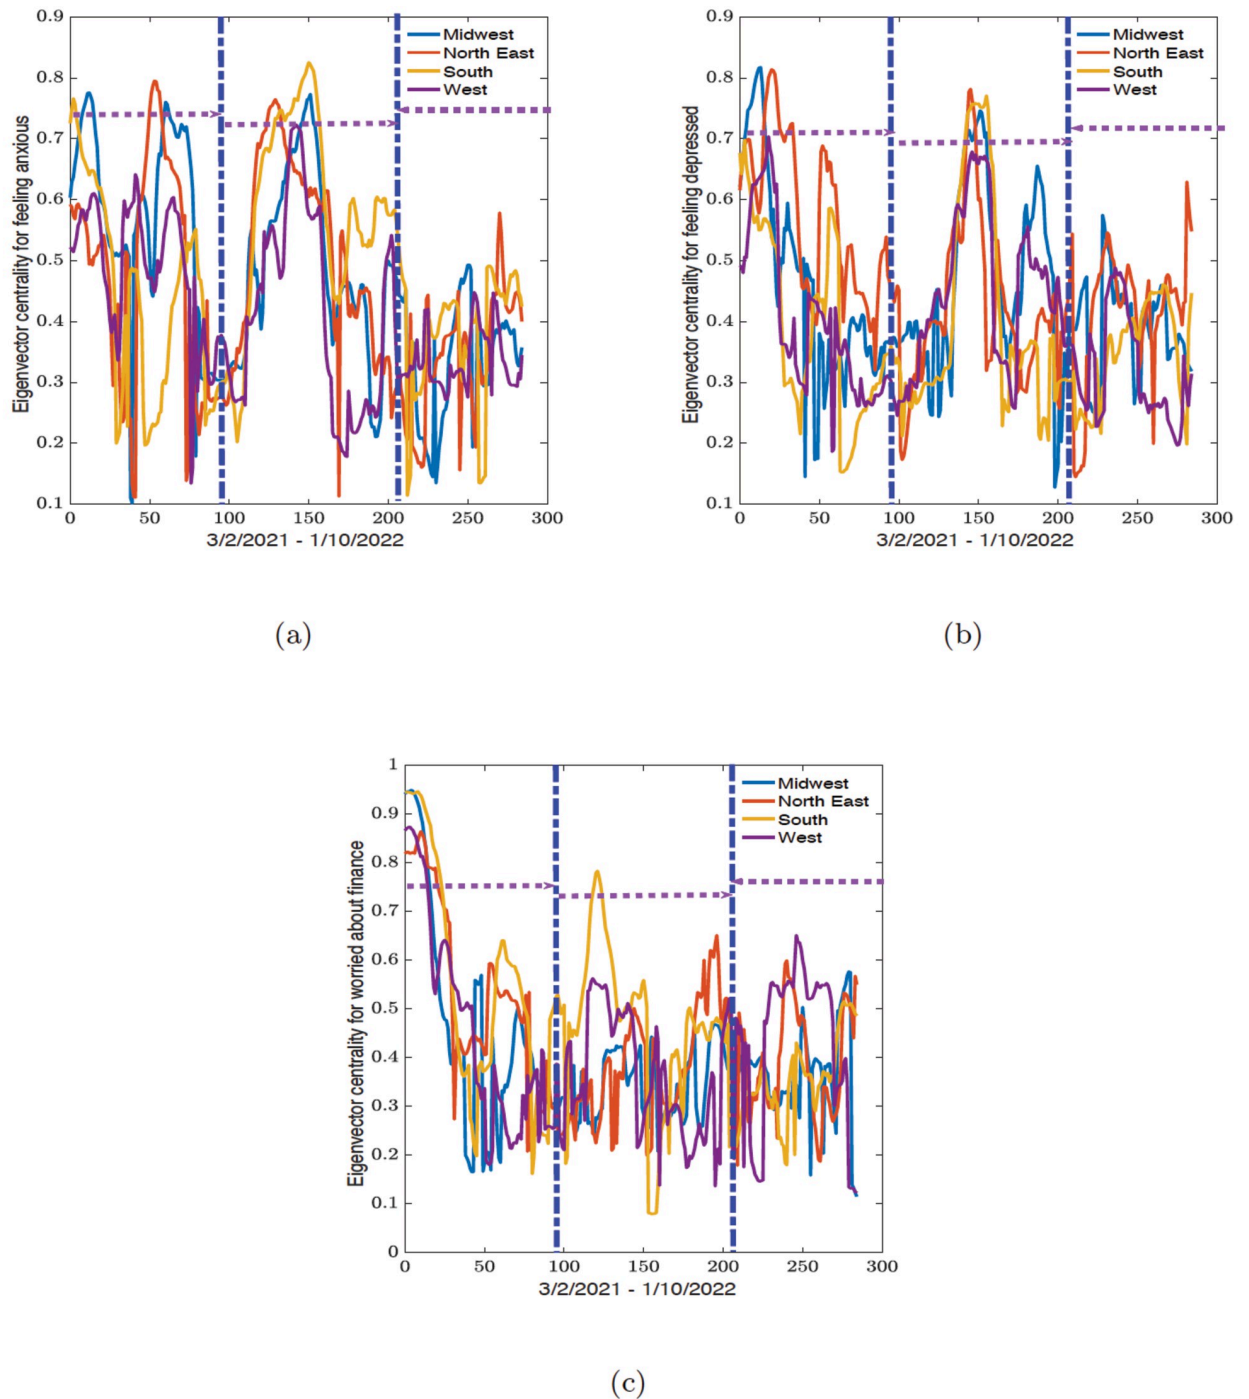 Eigenvector centrality for feeling anxious
0.9
0.8
0.7
0.6
0.5
0.4
0.3
0.2
0.1
0 50 100 150 200 250 300
3/2/2021 - 1/10/2022
Midwest
North East
South
West
(a)
Eigenvector centrality for feeling depressed
0.9
0.8
0.7
0.6
0.5
0.4
0.3
0.2
0.1
0 50 100 150 200 250 300
3/2/2021 - 1/10/2022
Midwest
North East
South
West
(b)
Eigenvector centrality for worried about finance
1
0.9
0.8
0.7
0.6
0.5
0.4
0.3
0.2
0.1
0
0 50 100 150 200 250 300
3/2/2021 - 1/10/2022
Midwest
North East
South
West
(c)